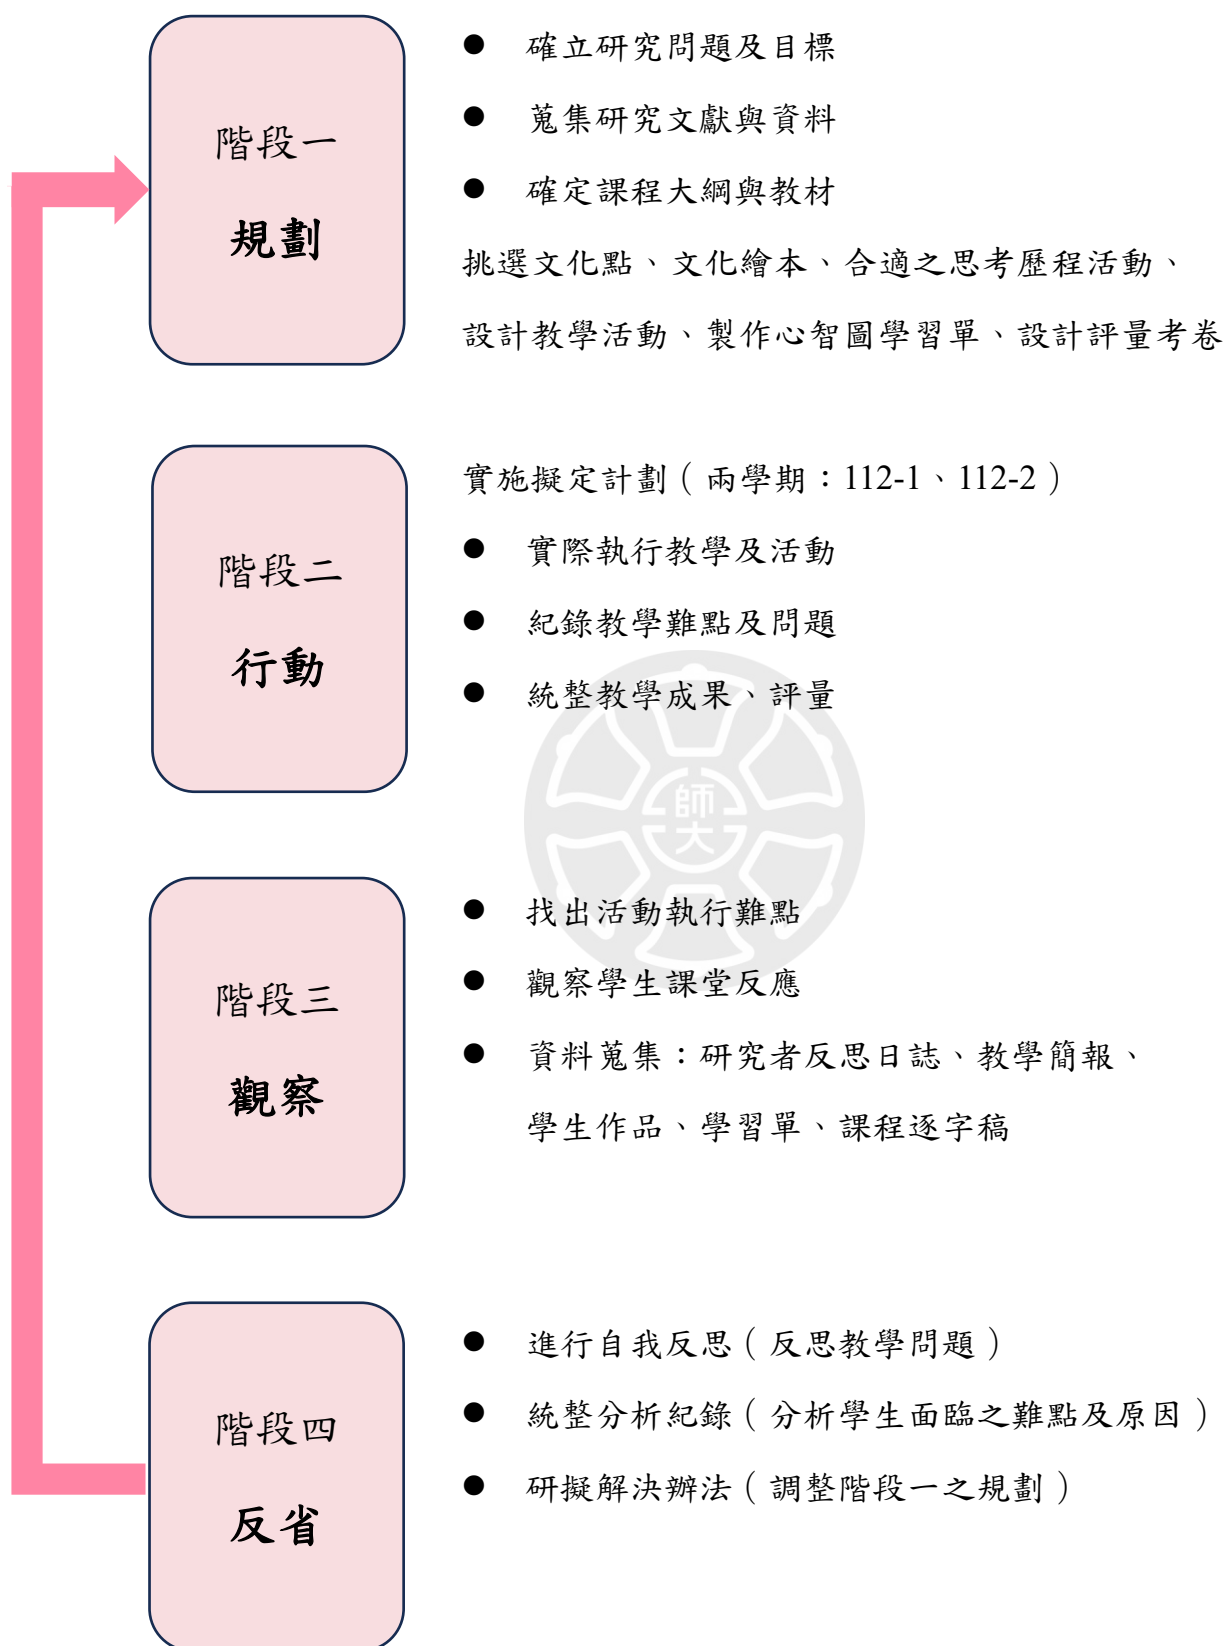 階段一
規劃
● 確立研究問題及目標
● 蒐集研究文獻與資料
● 確定課程大綱與教材
挑選文化點、文化繪本、合適之思考歷程活動、
設計教學活動、製作心智圖學習單、設計評量考卷
階段二
行動
實施擬定計劃（兩學期：112-1、112-2）
● 實際執行教學及活動
● 紀錄教學難點及問題
● 統整教學成果、評量
師大
階段三
觀察
● 找出活動執行難點
● 觀察學生課堂反應
● 資料蒐集：研究者反思日誌、教學簡報、
學生作品、學習單、課程逐字稿
階段四
反省
● 進行自我反思（反思教學問題）
● 統整分析紀錄（分析學生面臨之難點及原因）
● 研擬解決辦法（調整階段一之規劃）